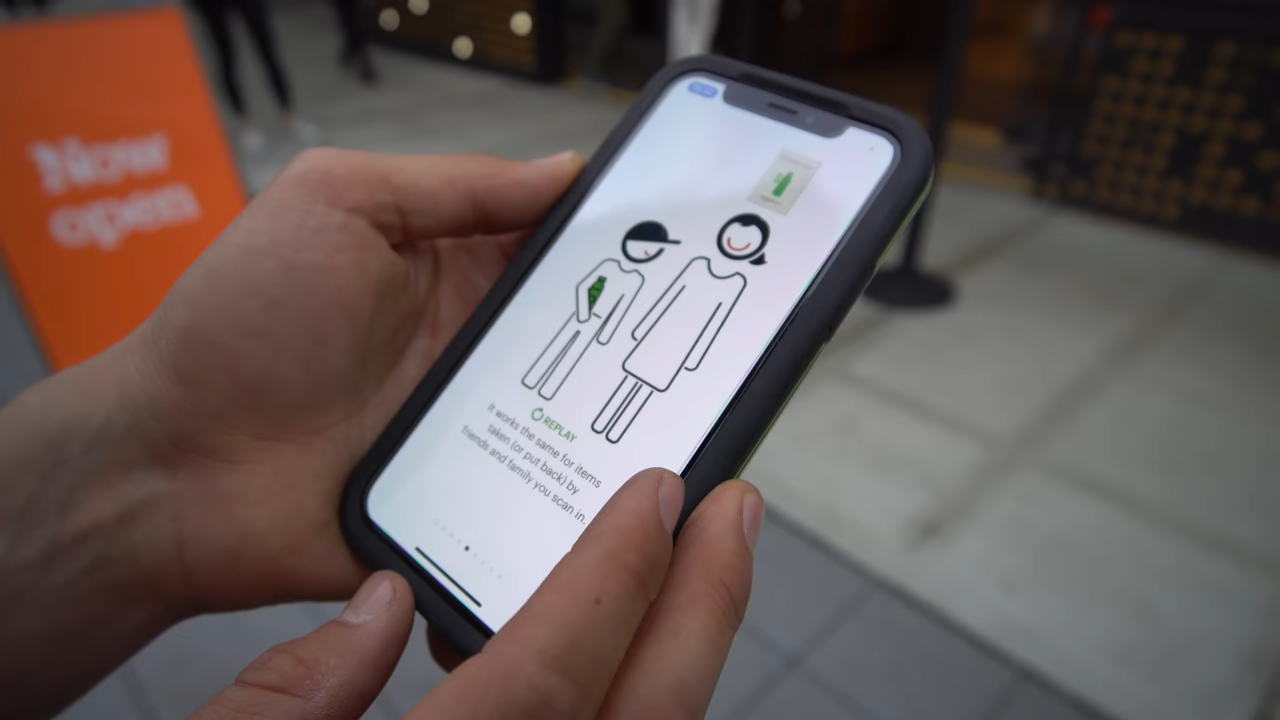 Now
open
REPLAY
It works the same for items
taken (or put back) by
friends and family you scan in.